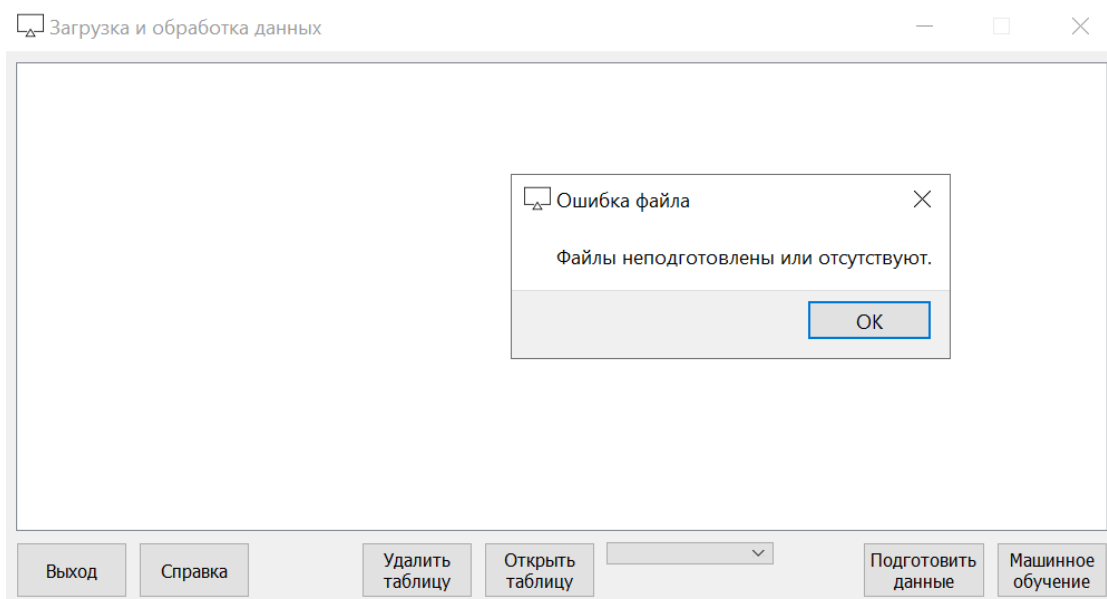 Загрузка и обработка данных
Ошибка файла
Файлы неподготовлены или отсутствуют.
OK
Выход
Справка
Удалить
таблицу
Открыть
таблицу
Подготовить
данные
Машинное
обучение